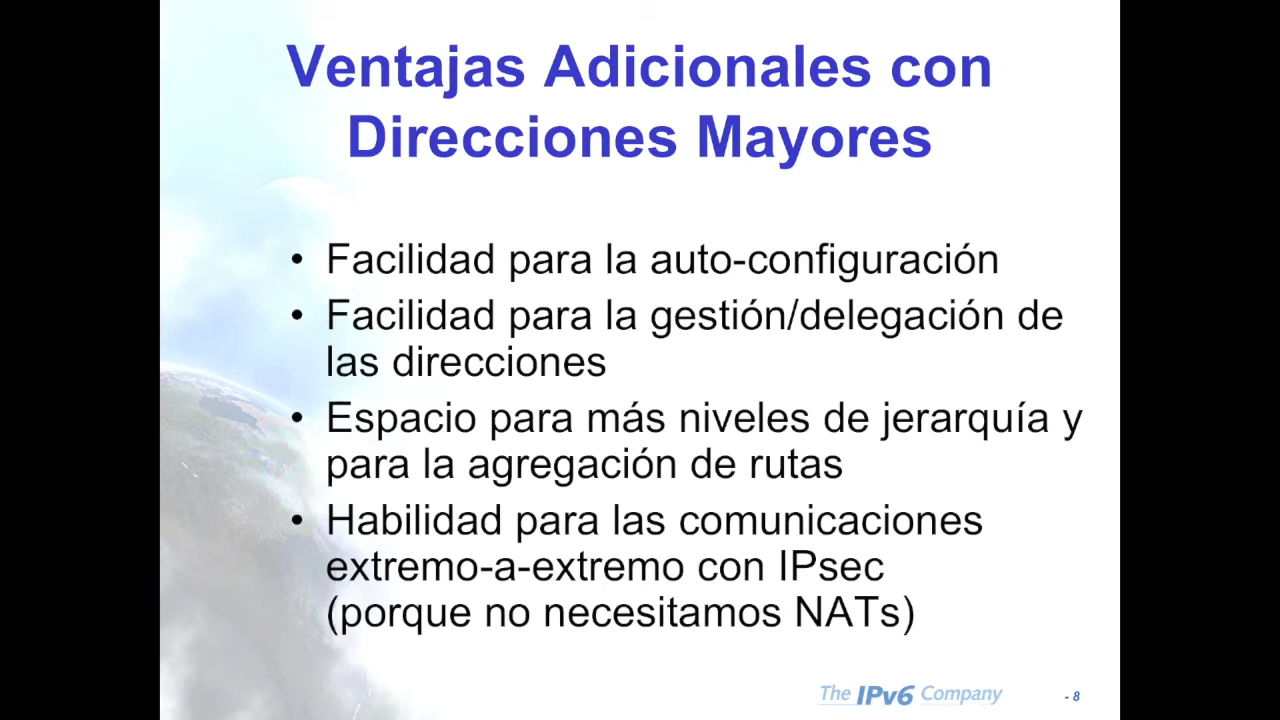 Ventajas Adicionales con
Direcciones Mayores
• Facilidad para la auto-configuración
• Facilidad para la gestión/delegación de
las direcciones
• Espacio para más niveles de jerarquía y
para la agregación de rutas
• Habilidad para las comunicaciones
extremo-a-extremo con IPsec
(porque no necesitamos NATs)
The IPv6 Company
- 8